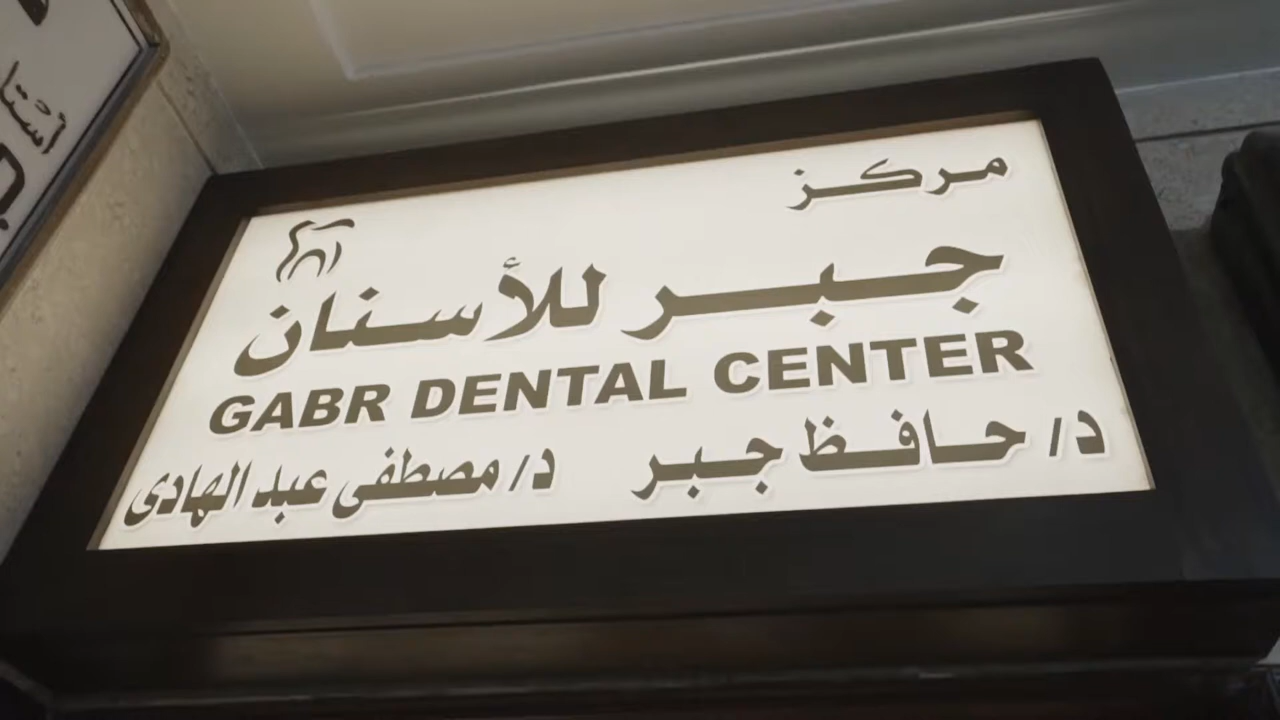 مركز
جبر للأسنان
GABR DENTAL CENTER
د/ حافظ جبر د/ مصطفى عبد الهادى